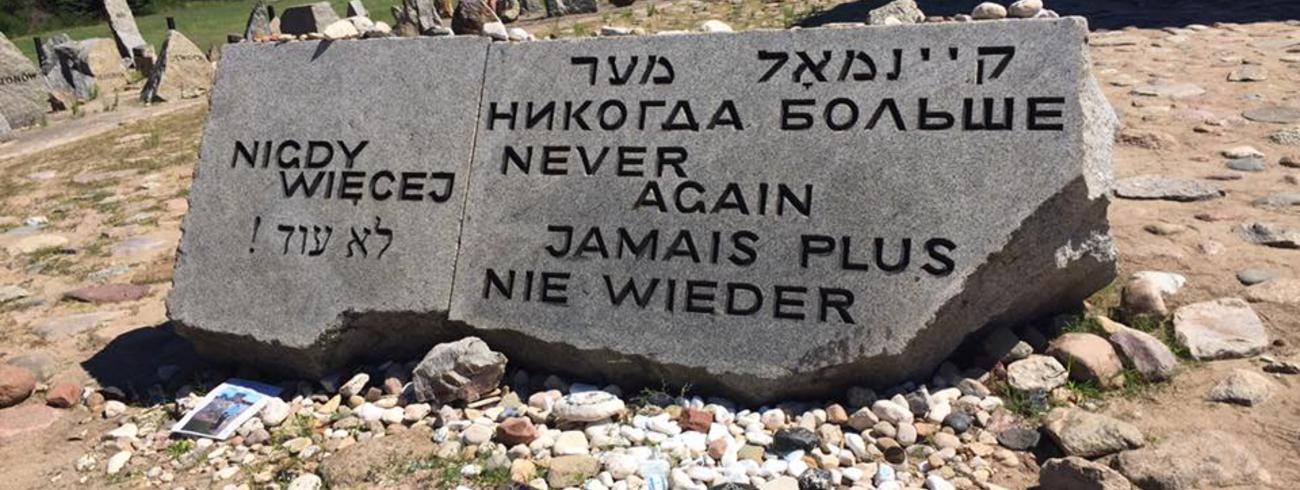 NIGDY
WIĘCEJ
לא עוד !
קיינמאָל מער
НИКОГДА БОЛЬШЕ
NEVER
AGAIN
JAMAIS PLUS
NIE WIEDER